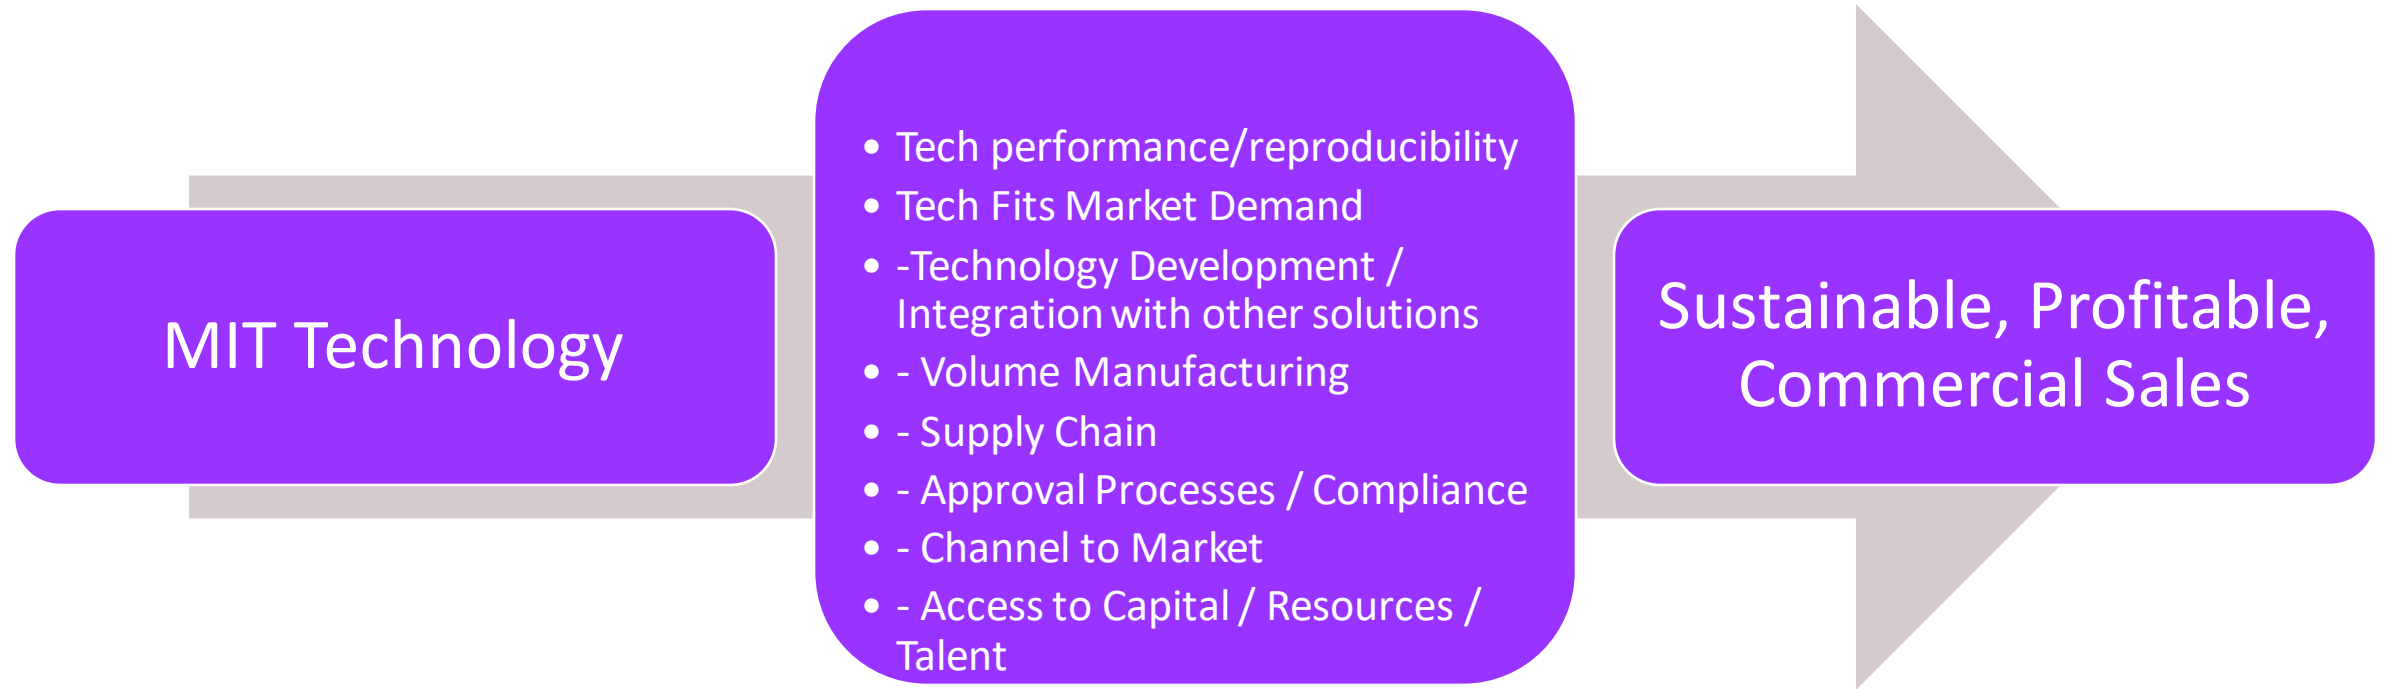 MIT Technology
• Tech performance/reproducibility
• Tech Fits Market Demand
• -Technology Development /
Integration with other solutions
• - Volume Manufacturing
• - Supply Chain
• - Approval Processes / Compliance
• - Channel to Market
• - Access to Capital / Resources /
Talent
Sustainable, Profitable,
Commercial Sales